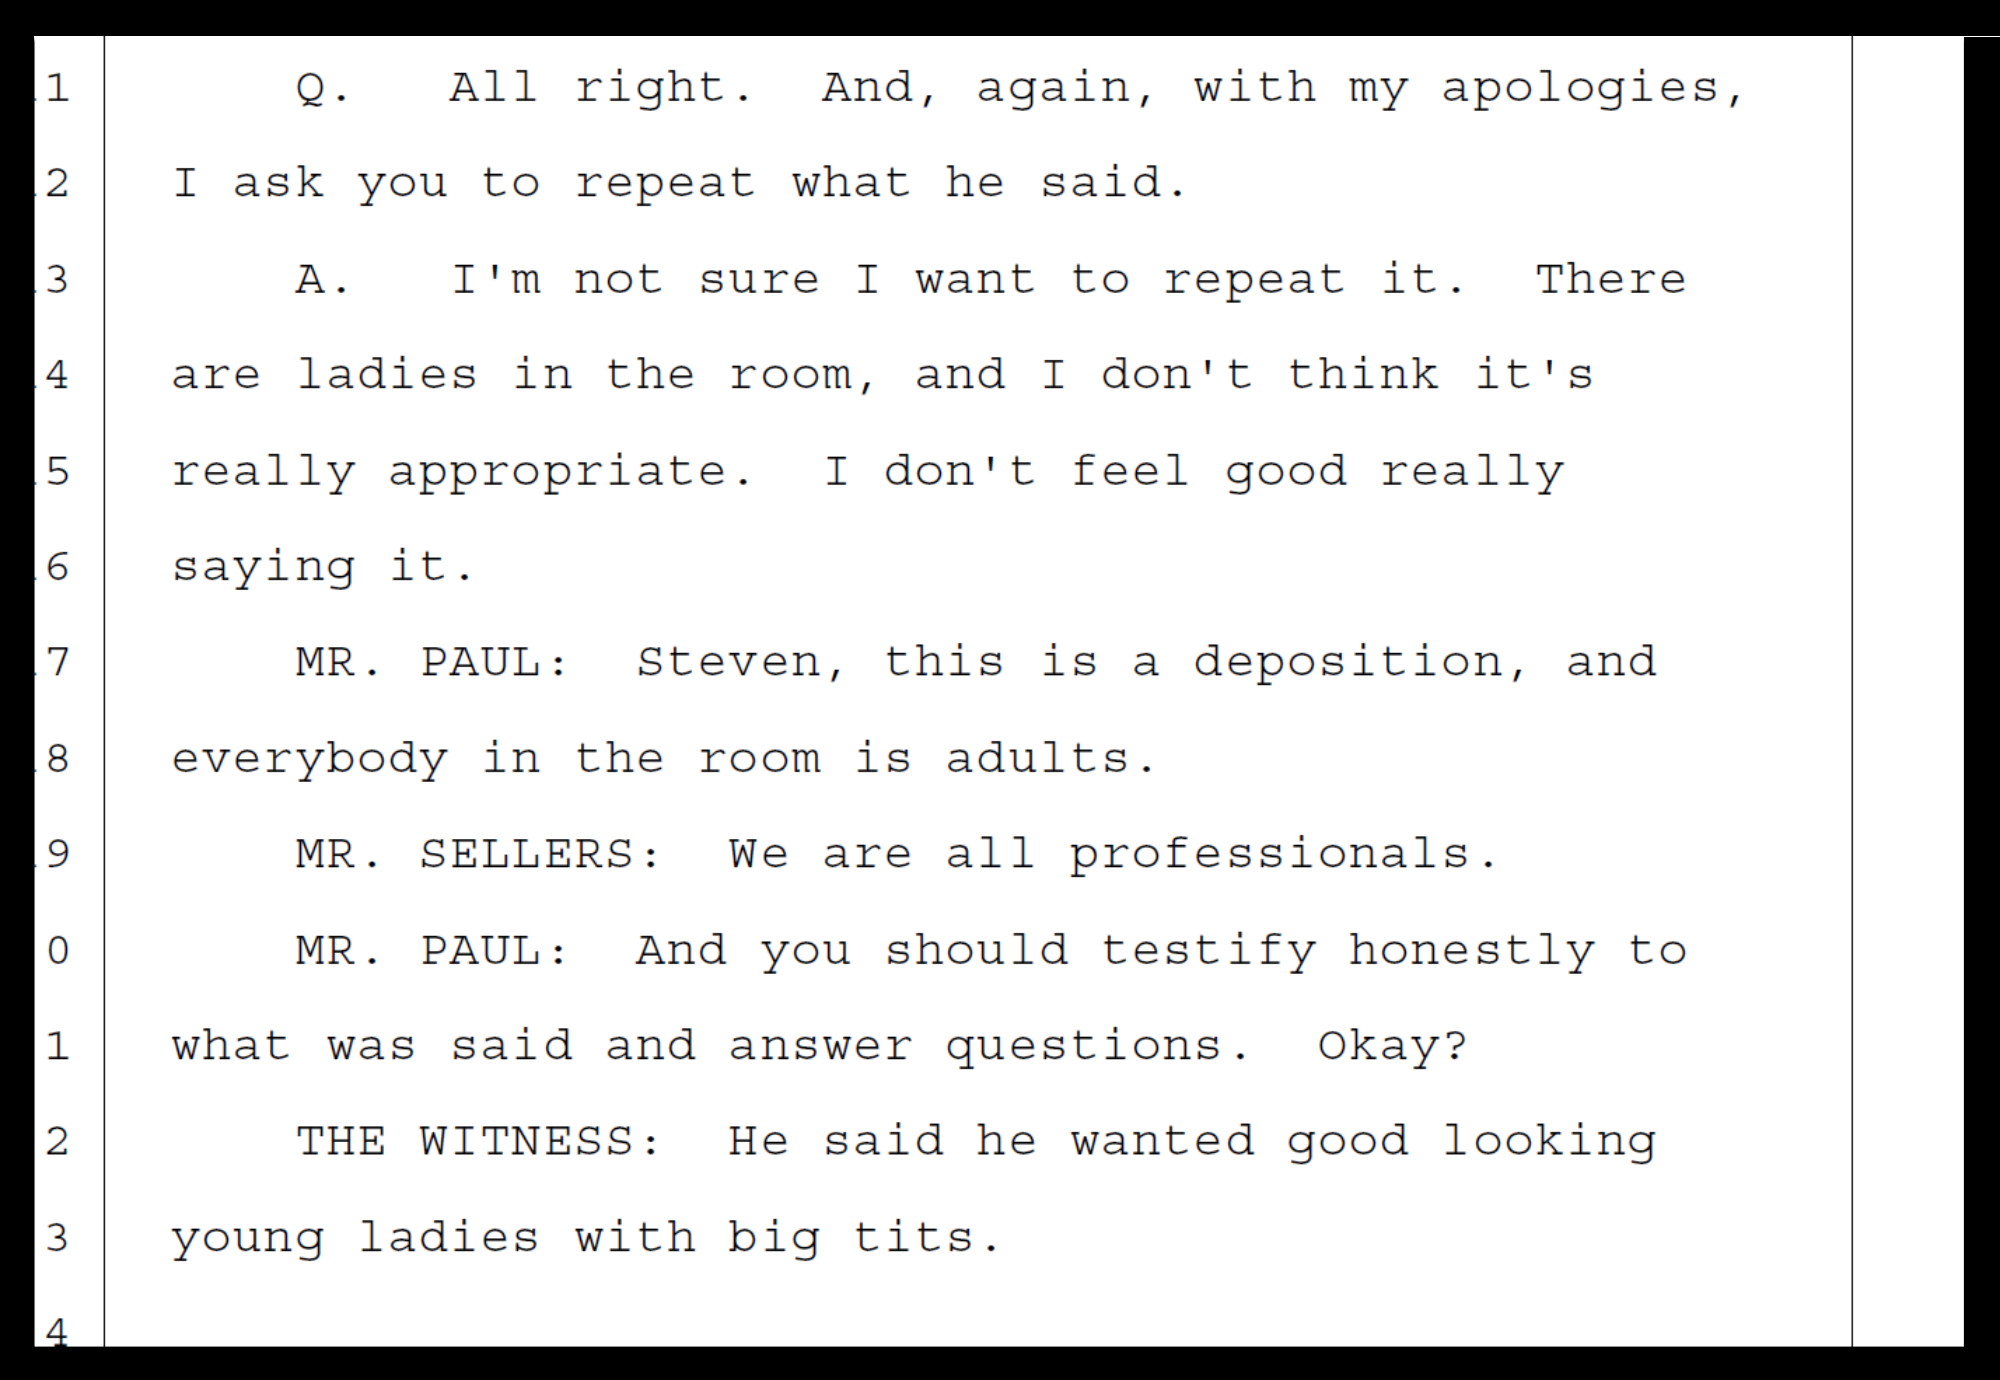 1 Q. All right. And, again, with my apologies,
2 I ask you to repeat what he said.
3 A. I'm not sure I want to repeat it. There
4 are ladies in the room, and I don't think it's
5 really appropriate. I don't feel good really
6 saying it.
7 MR. PAUL: Steven, this is a deposition, and
8 everybody in the room is adults.
9 MR. SELLERS: We are all professionals.
0 MR. PAUL: And you should testify honestly to
1 what was said and answer questions. Okay?
2 THE WITNESS: He said he wanted good looking
3 young ladies with big tits.
4